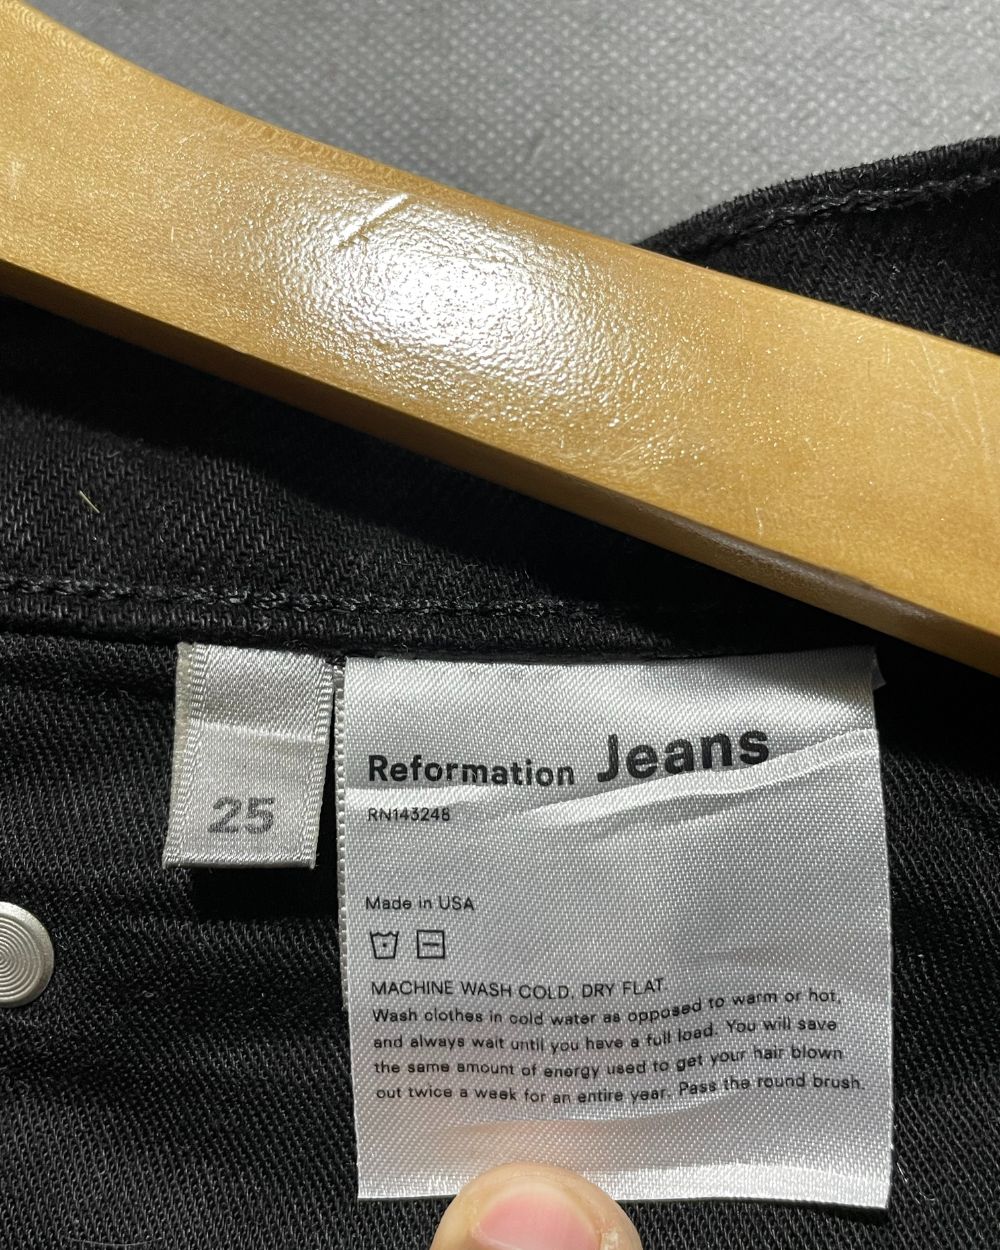 25
Reformation Jeans
RN143248
Made in USA
MACHINE WASH COLD. DRY FLAT.
Wash clothes in cold water as opposed to warm or hot,
and always wait until you have a full load. You will save
the same amount of energy used to get your hair blown
out twice a week for an entire year. Pass the round brush.